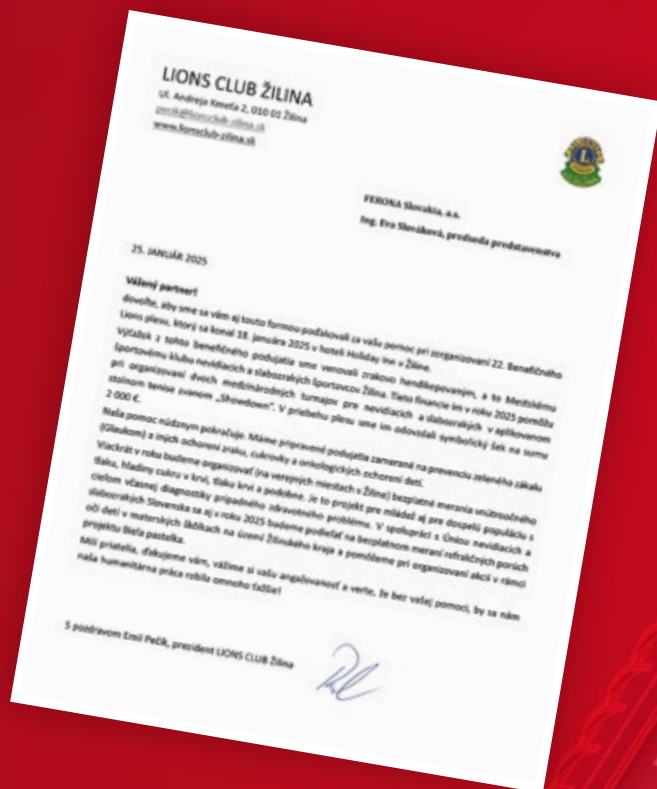 LIONS CLUB ŽILINA
Ul. Andreja Kmeťa 2, 010 01 Žilina
pecik@lionsclub-zilina.sk
www.lionsclub-zilina.sk
FERONA Slovakia, a.s.
Ing. Eva Slováková, predseda predstavenstva
25. JANUÁR 2025
Vážený partner!
dovoľte, aby sme sa vám aj touto formou poďakovali za vašu pomoc pri zorganizovaní 22. Benefičného
Lions plesu, ktorý sa konal 18. januára 2025 v hoteli Holiday Inn v Žiline.
Výťažok z tohto benefičného podujatia sme venovali zrakovo hendikepovaným, a to Mestskému
športovému klubu nevidiacich a slabozrakých športovcov Žilina. Tieto financie im v roku 2025 pomôžu
pri organizovaní dvoch medzinárodných turnajov pre nevidiacich a slabozrakých v aplikovanom
stolnom tenise zvanom „Showdown“. V priebehu plesu sme im odovzdali symbolický šek na sumu
2 000 €.
Naša pomoc núdznym pokračuje. Máme pripravené podujatia zamerané na prevenciu zeleného zákalu
(Glaukom) a iných ochorení zraku, cukrovky a onkologických ochorení detí.
Viackrát v roku budeme organizovať (na verejných miestach v Žiline) bezplatné merania vnútroočného
tlaku, hladiny cukru v krvi, tlaku krvi a podobne. Je to projekt pre mládež aj pre dospelú populáciu s
cieľom včasnej diagnostiky prípadného zdravotného problému. V spolupráci s Úniou nevidiacich a
slabozrakých Slovenska sa aj v roku 2025 budeme podieľať na bezplatnom meraní refrakčných porúch
očí detí v materských škôlkach na území Žilinského kraja a pomôžeme pri organizovaní akcií v rámci
projektu Biela pastelka.
Milí priatelia, ďakujeme vám, vážime si vašu angažovanosť a verte, že bez vašej pomoci, by sa nám
naša humanitárna práca robila omnoho ťažšie!
S pozdravom Emil Pečík, prezident LIONS CLUB Žilina